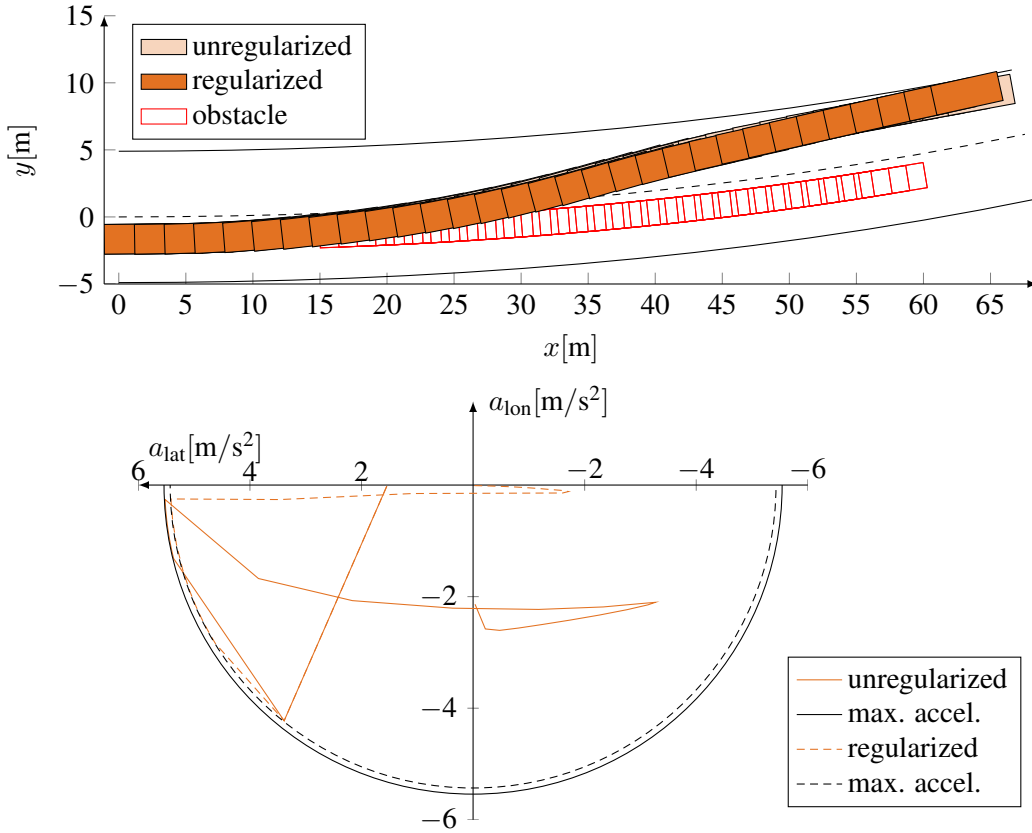 15
10
5
0
−5
y[m]
unregularized
regularized
obstacle
0 5 10 15 20 25 30 35 40 45 50 55 60 65
x[m]
a_lon[m/s²]
a_lat[m/s²]
6 4 2 −2 −4 −6
−2
−4
−6
unregularized
max. accel.
regularized
max. accel.